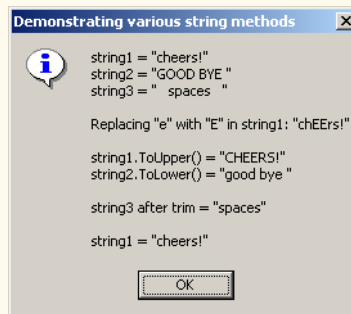 Demonstrating various string methods
string1 = "cheers!"
string2 = "GOOD BYE "
string3 = "   spaces   "
Replacing "e" with "E" in string1: "chEErs!"
string1.ToUpper() = "CHEERS!"
string2.ToLower() = "good bye "
string3 after trim = "spaces"
string1 = "cheers!"
OK